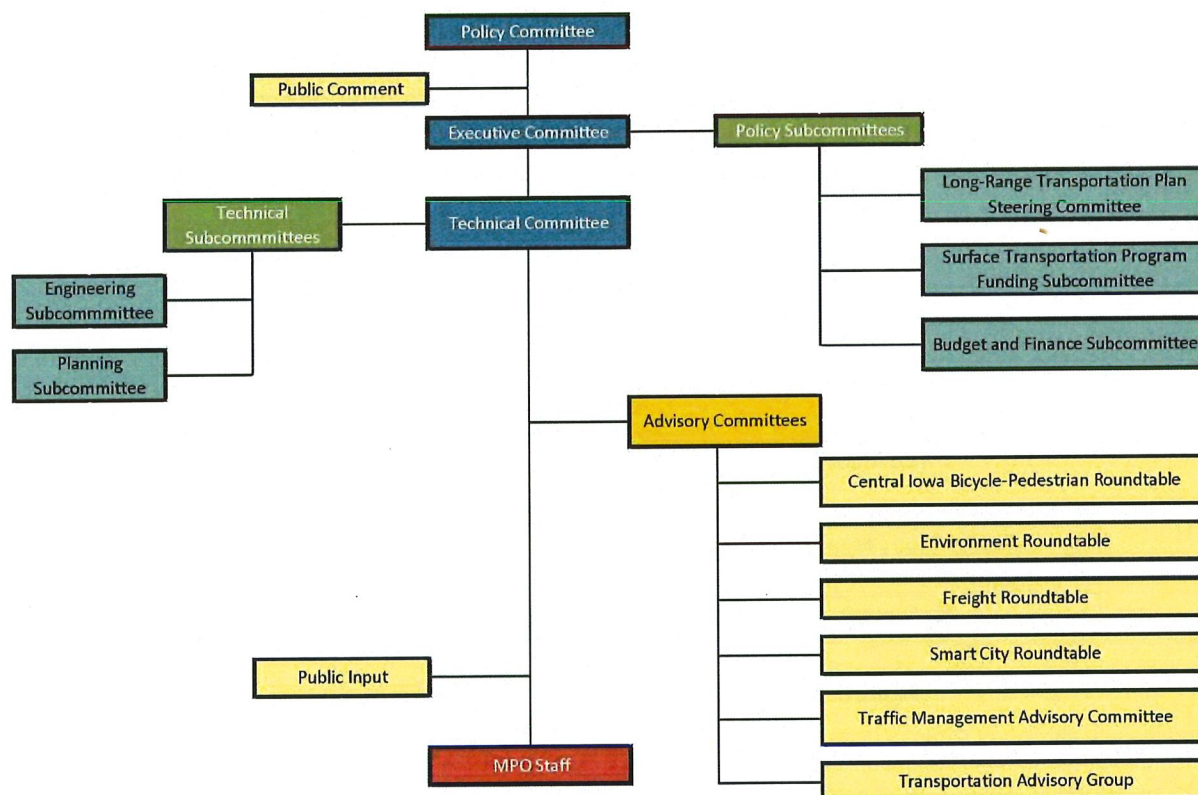 Policy Committee
Public Comment
Executive Committee
Policy Subcommittees
Long-Range Transportation Plan
Steering Committee
Technical
Subcommmittees
Technical Committee
Surface Transportation Program
Funding Subcommittee
Engineering
Subcommmittee
Budget and Finance Subcommittee
Planning
Subcommittee
Advisory Committees
Central Iowa Bicycle-Pedestrian Roundtable
Environment Roundtable
Freight Roundtable
Smart City Roundtable
Public Input
Traffic Management Advisory Committee
MPO Staff
Transportation Advisory Group